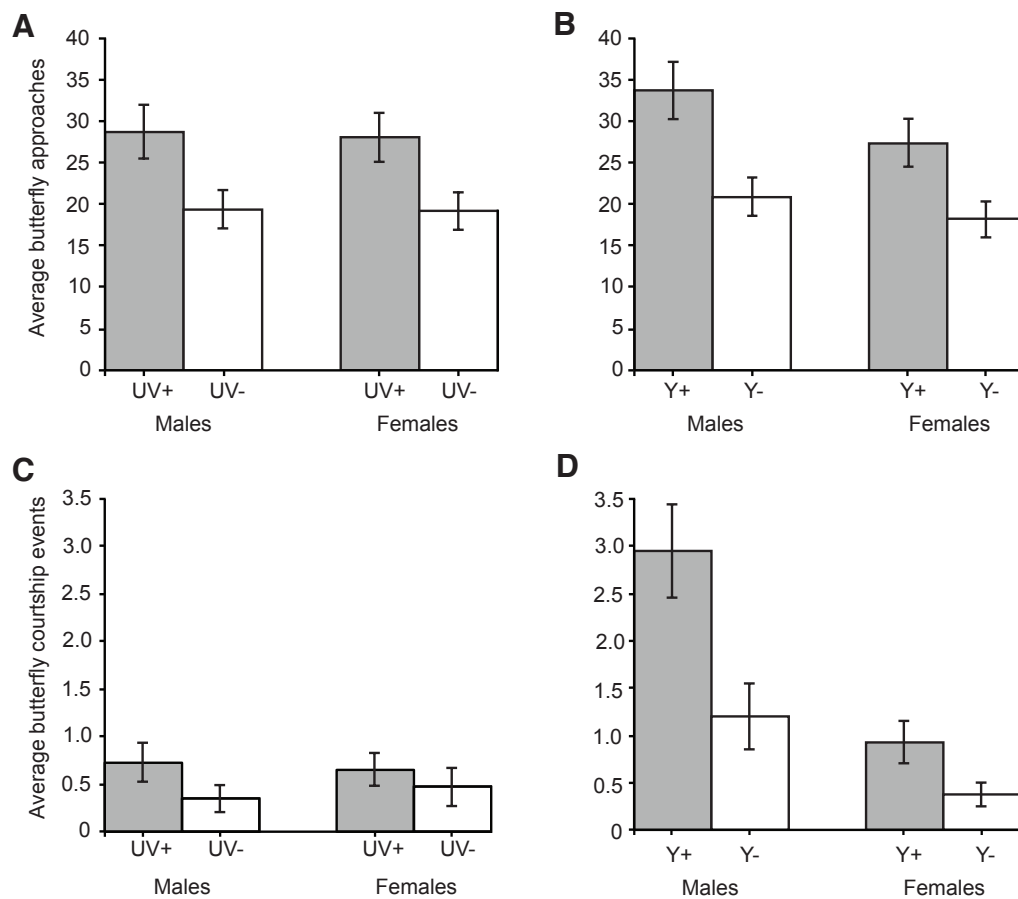 A
Average butterfly approaches
40
35
30
25
20
15
10
5
0
UV+ UV- UV+ UV-
Males Females
B
40
35
30
25
20
15
10
5
0
Y+ Y- Y+ Y-
Males Females
C
Average butterfly courtship events
3.5
3.0
2.5
2.0
1.5
1.0
0.5
0
UV+ UV- UV+ UV-
Males Females
D
3.5
3.0
2.5
2.0
1.5
1.0
0.5
0
Y+ Y- Y+ Y-
Males Females